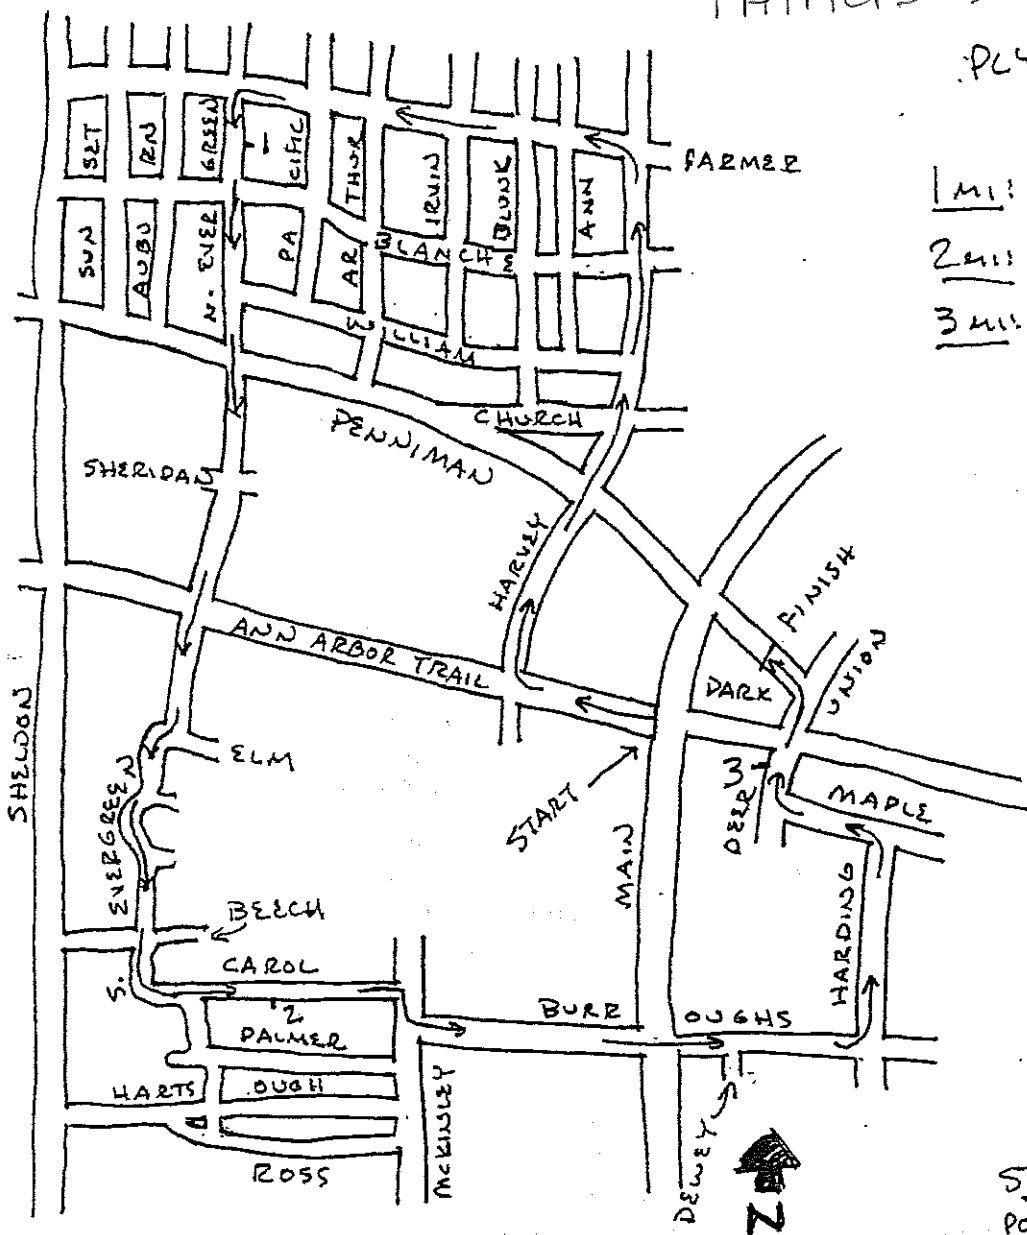 PLY
1 MI:
2 MI:
3 MI:
FARMER
SUN SET
AUBU RN
N. EVER GREEN
1
PA CIFIC
AR THUR
IRVIN
BLUNK
ANN
BLANCHE
WILLIAM
CHURCH
PENNIMAN
SHERIDAN
HARVEY
ANN ARBOR TRAIL
FINISH
UNION
PARK
SHELDON
ELM
START
3
DEER
MAPLE
S. EVERGREEN
MAIN
HARDING
BEECH
CAROL
2
PALMER
BURR OUGHS
HARTS OUGH
MCKINLEY
ROSS
DEWEY
N